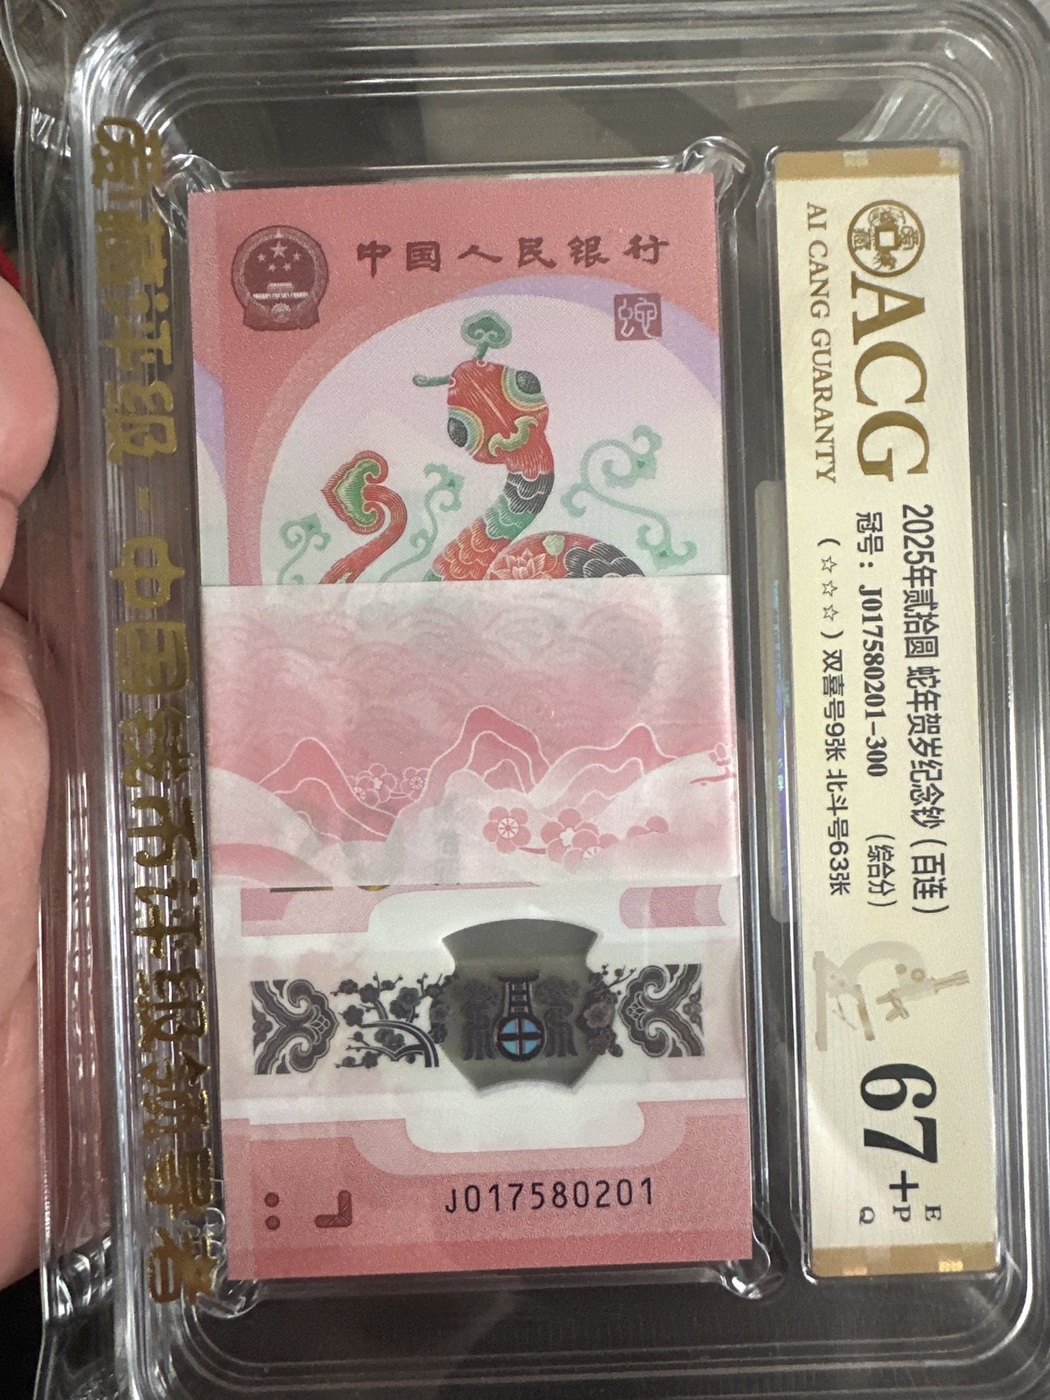 爱藏评级 - 中国钱币评级领导者
中国人民银行
蛇
J017580201
ACG
AI CANG GUARANTY
2025年贰拾圆 蛇年贺岁纪念钞（百连）
冠号：J017580201-300 （综合分）
（☆☆☆）双喜号9张 北斗号63张
67+EPQ